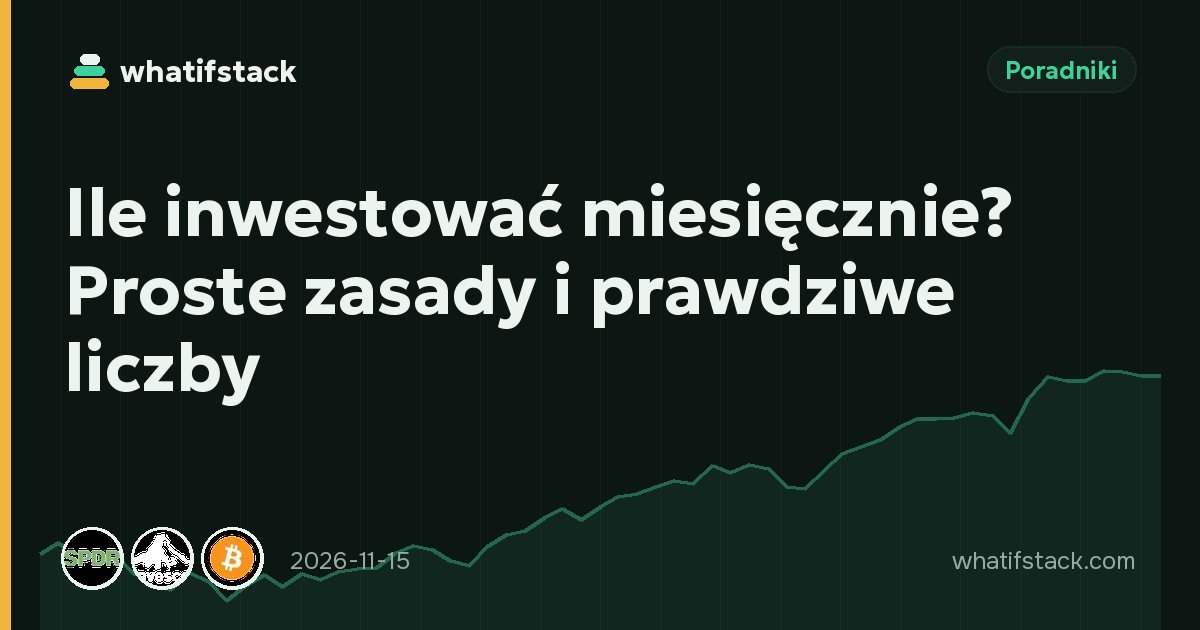 whatifstack
Poradniki
Ile inwestować miesięcznie?
Proste zasady i prawdziwe
liczby
SPDR
2026-11-15
whatifstack.com